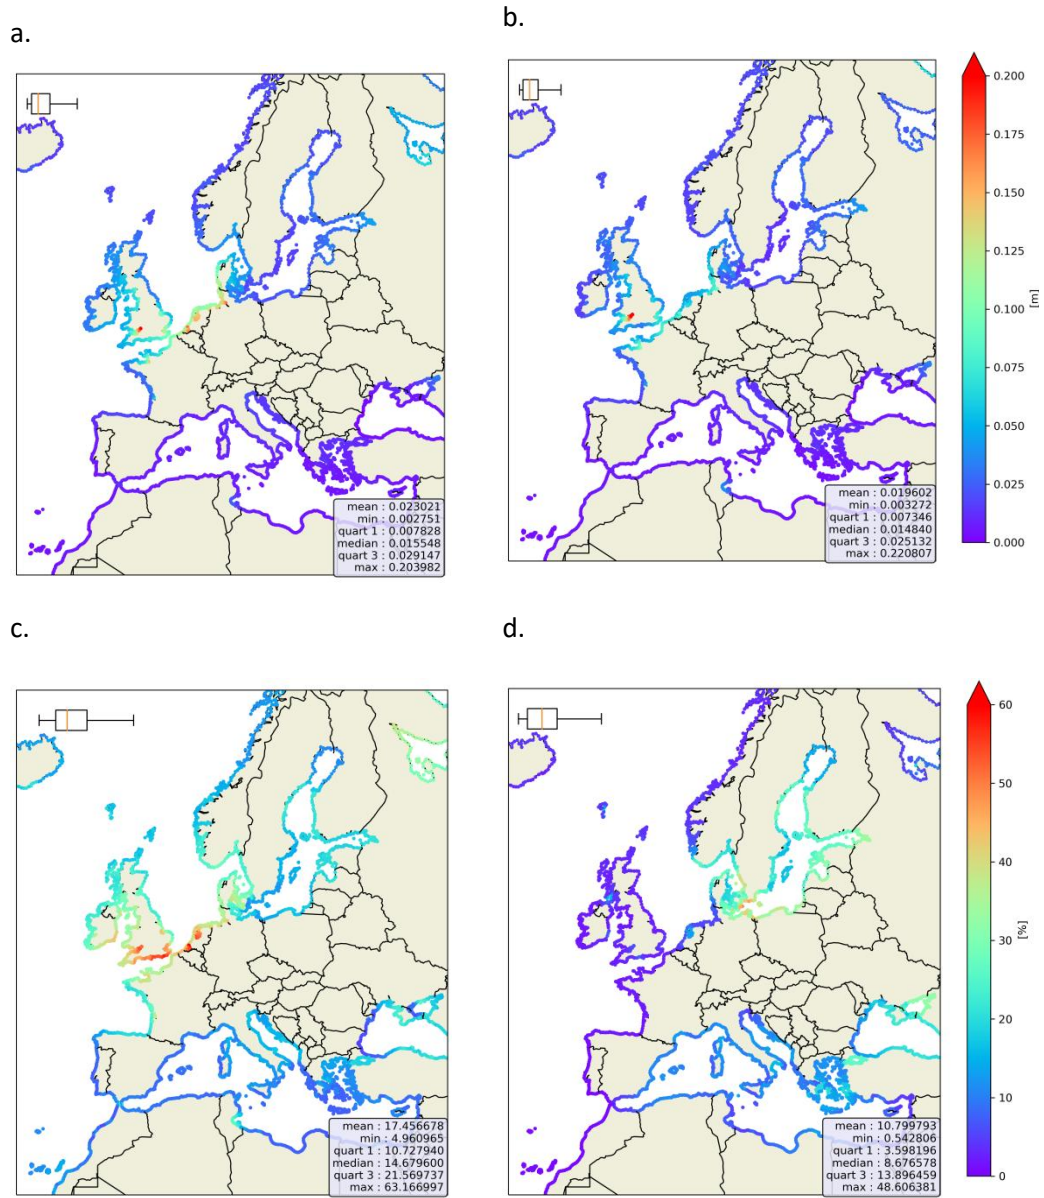 a.
b.
mean : 0.023021
min : 0.002751
quart 1 : 0.007828
median : 0.015548
quart 3 : 0.029147
max : 0.203982
mean : 0.019602
min : 0.003272
quart 1 : 0.007346
median : 0.014840
quart 3 : 0.025132
max : 0.220807
0.200
0.175
0.150
0.125
0.100
0.075
0.050
0.025
0.000
[m]
c.
d.
mean : 17.456678
min : 4.960965
quart 1 : 10.727940
median : 14.679600
quart 3 : 21.569737
max : 63.166997
mean : 10.799793
min : 0.542806
quart 1 : 3.598196
median : 8.676578
quart 3 : 13.896459
max : 48.606381
60
50
40
30
20
10
0
[%]